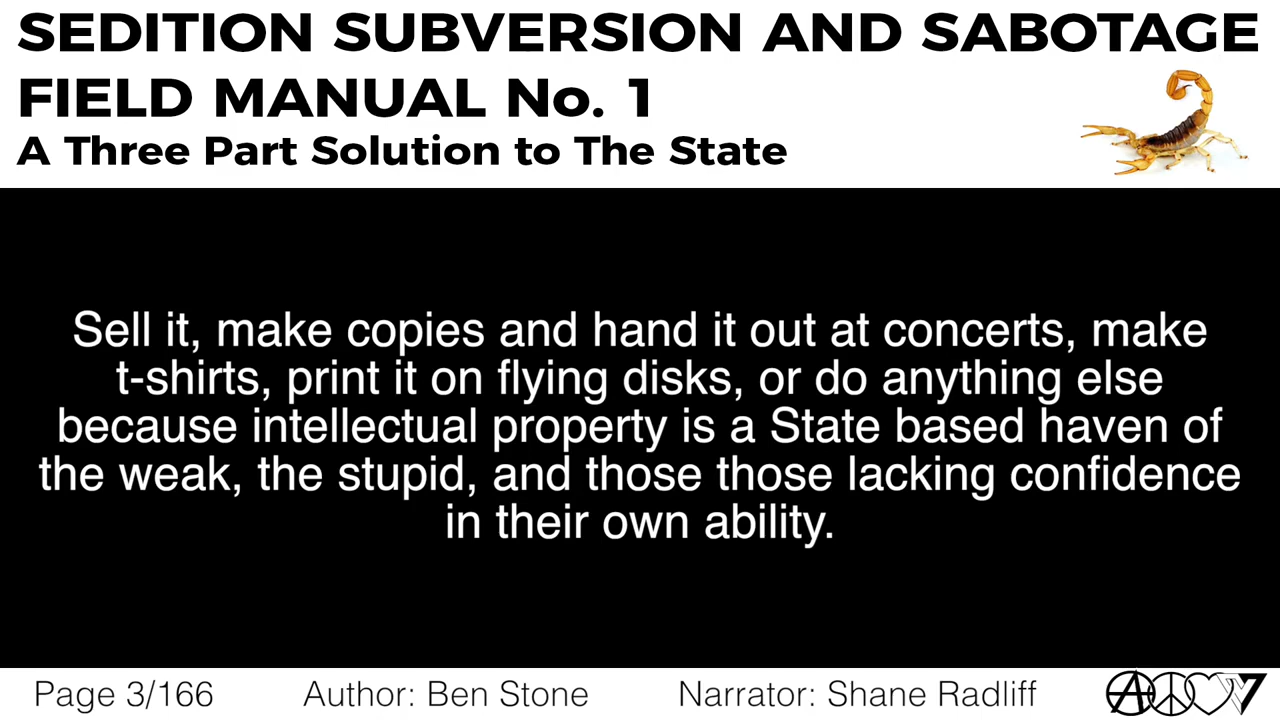 SEDITION SUBVERSION AND SABOTAGE
FIELD MANUAL No. 1
A Three Part Solution to The State
Sell it, make copies and hand it out at concerts, make
t-shirts, print it on flying disks, or do anything else
because intellectual property is a State based haven of
the weak, the stupid, and those those lacking confidence
in their own ability.
Page 3/166 Author: Ben Stone Narrator: Shane Radliff